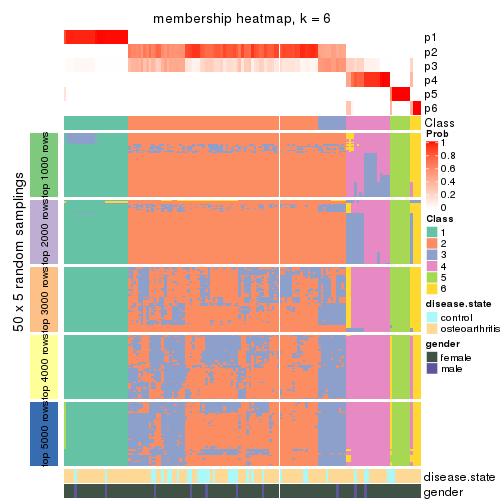 membership heatmap, k = 6
p1
p2
p3
p4
p5
p6
Class
50 x 5 random samplings
top 1000 rows
top 2000 rows
top 3000 rows
top 4000 rows
top 5000 rows
Prob
1
0.8
0.6
0.4
0.2
0
Class
1
2
3
4
5
6
disease.state
control
osteoarthritis
gender
female
male
disease.state
gender